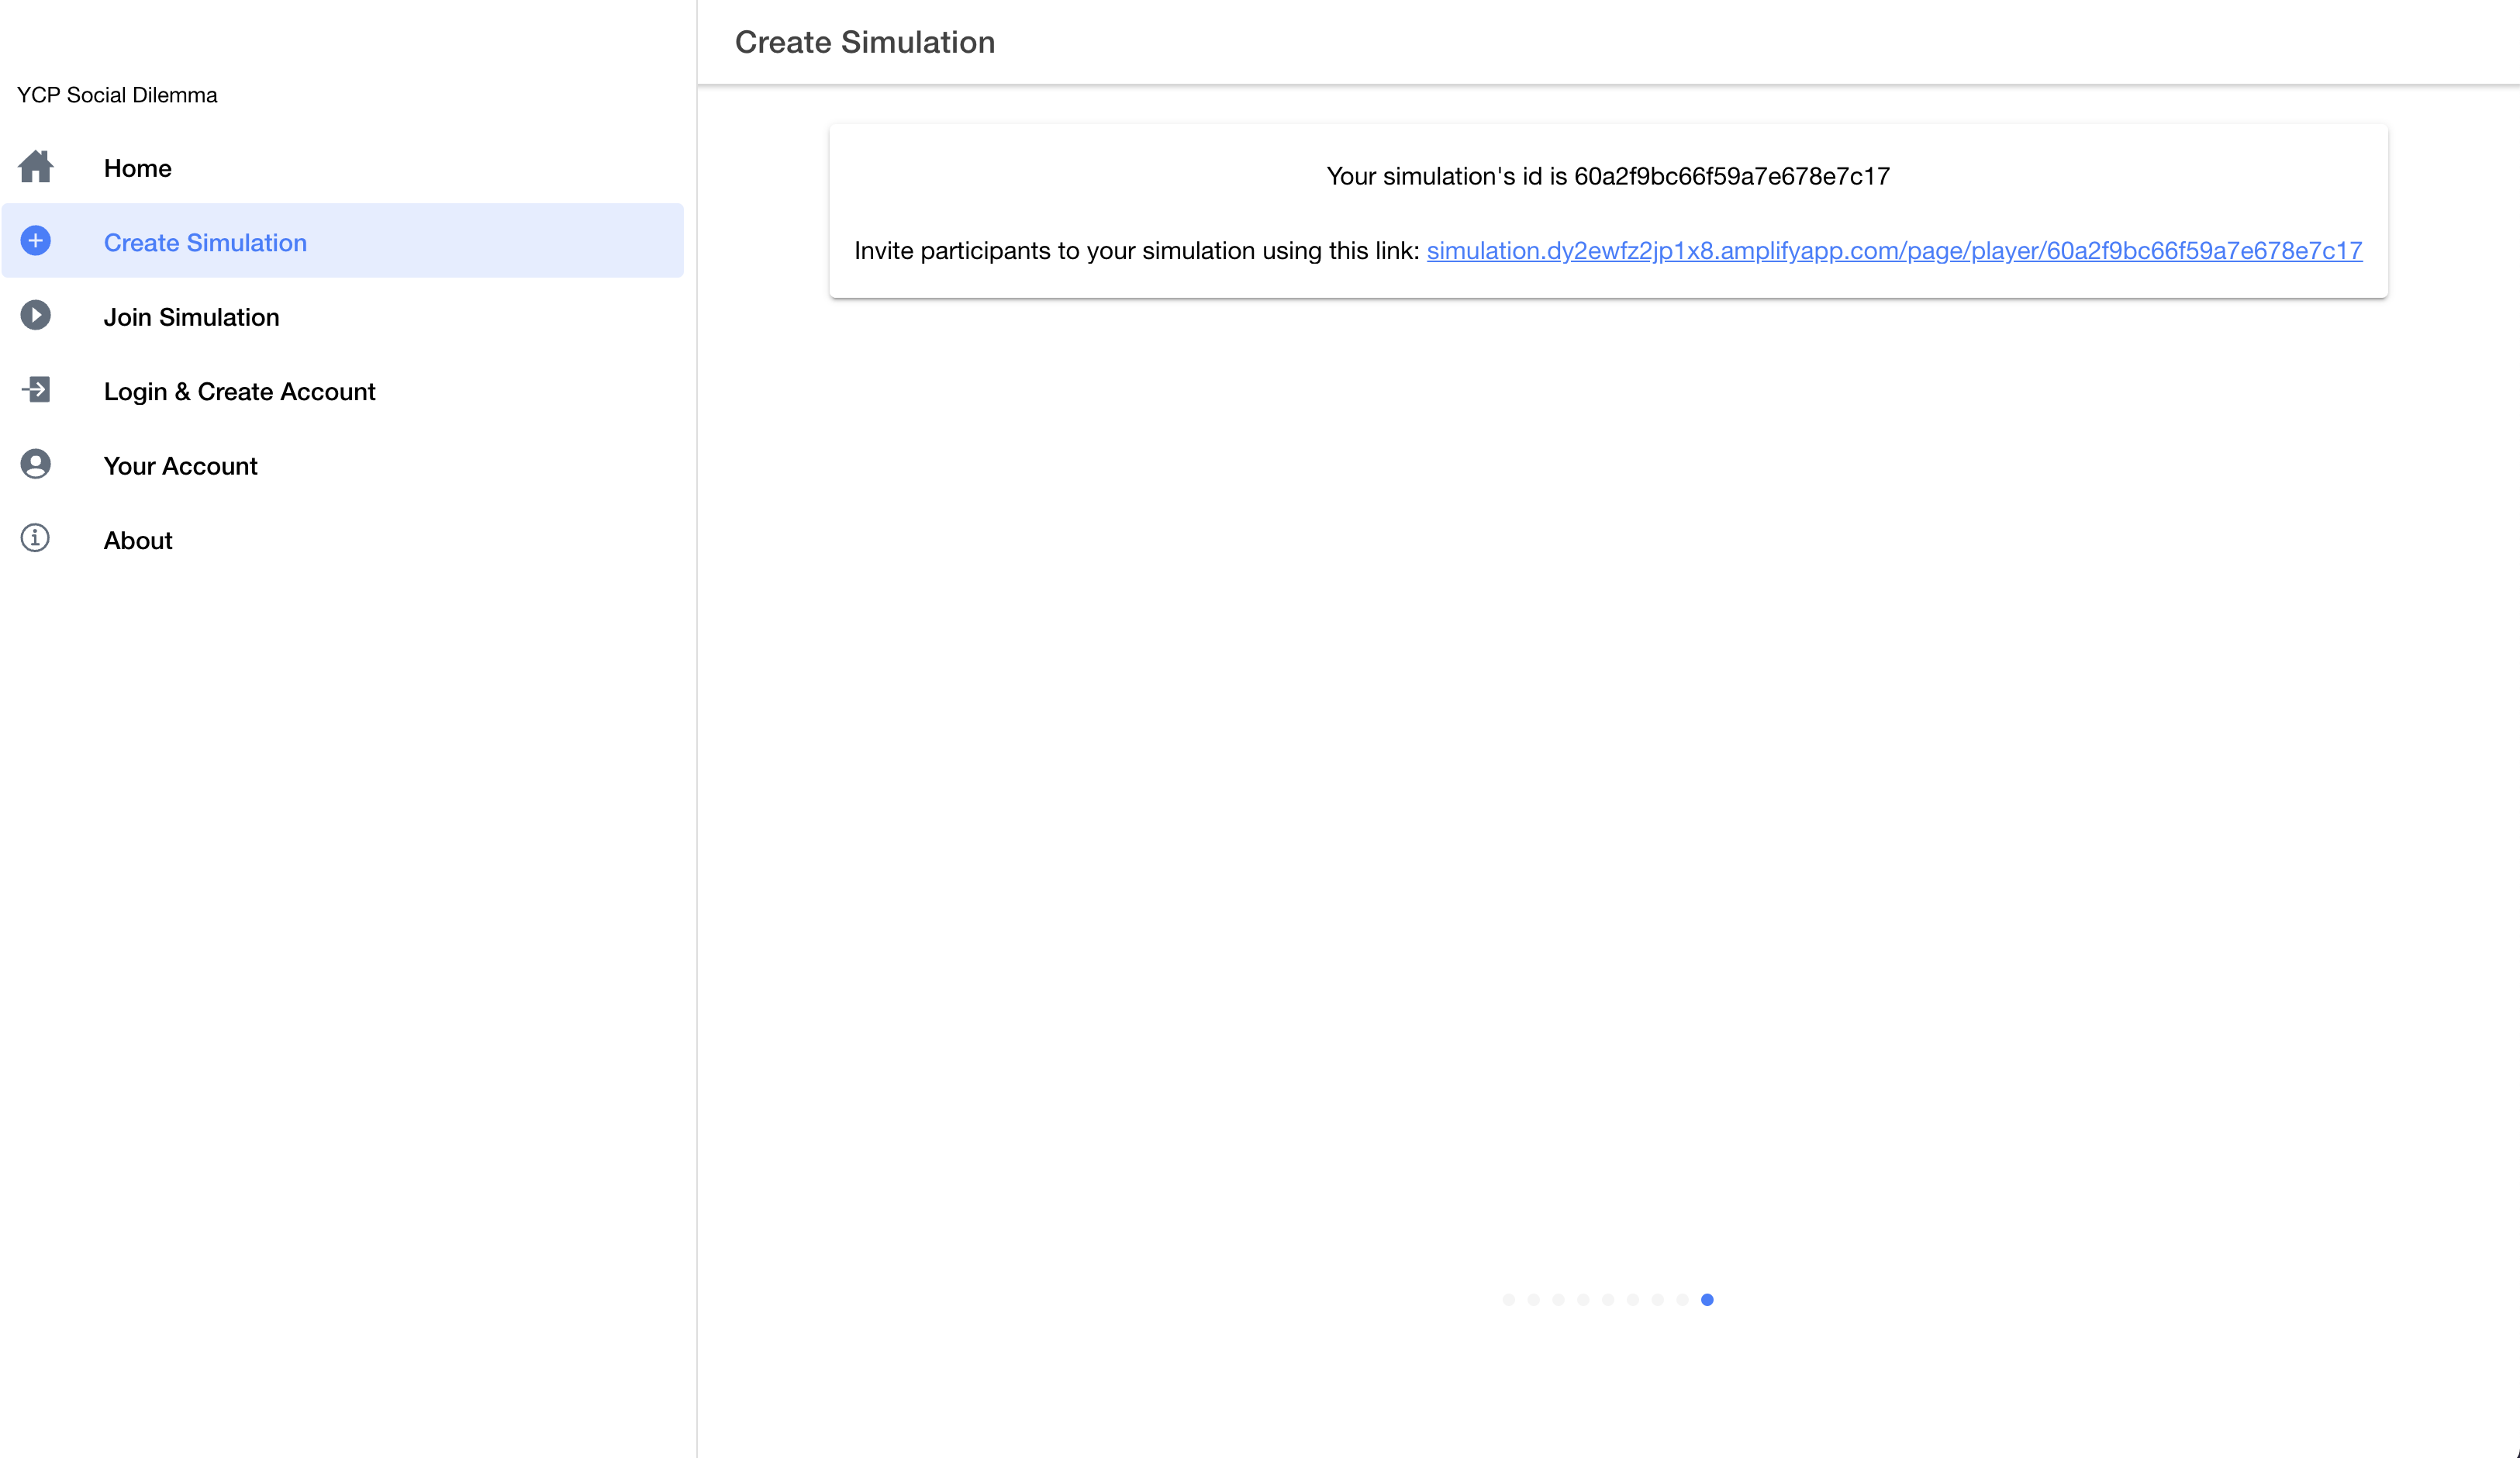 Create Simulation
YCP Social Dilemma
Home
Create Simulation
Join Simulation
Login & Create Account
Your Account
About
Your simulation's id is 60a2f9bc66f59a7e678e7c17
Invite participants to your simulation using this link: simulation.dy2ewfz2jp1x8.amplifyapp.com/page/player/60a2f9bc66f59a7e678e7c17